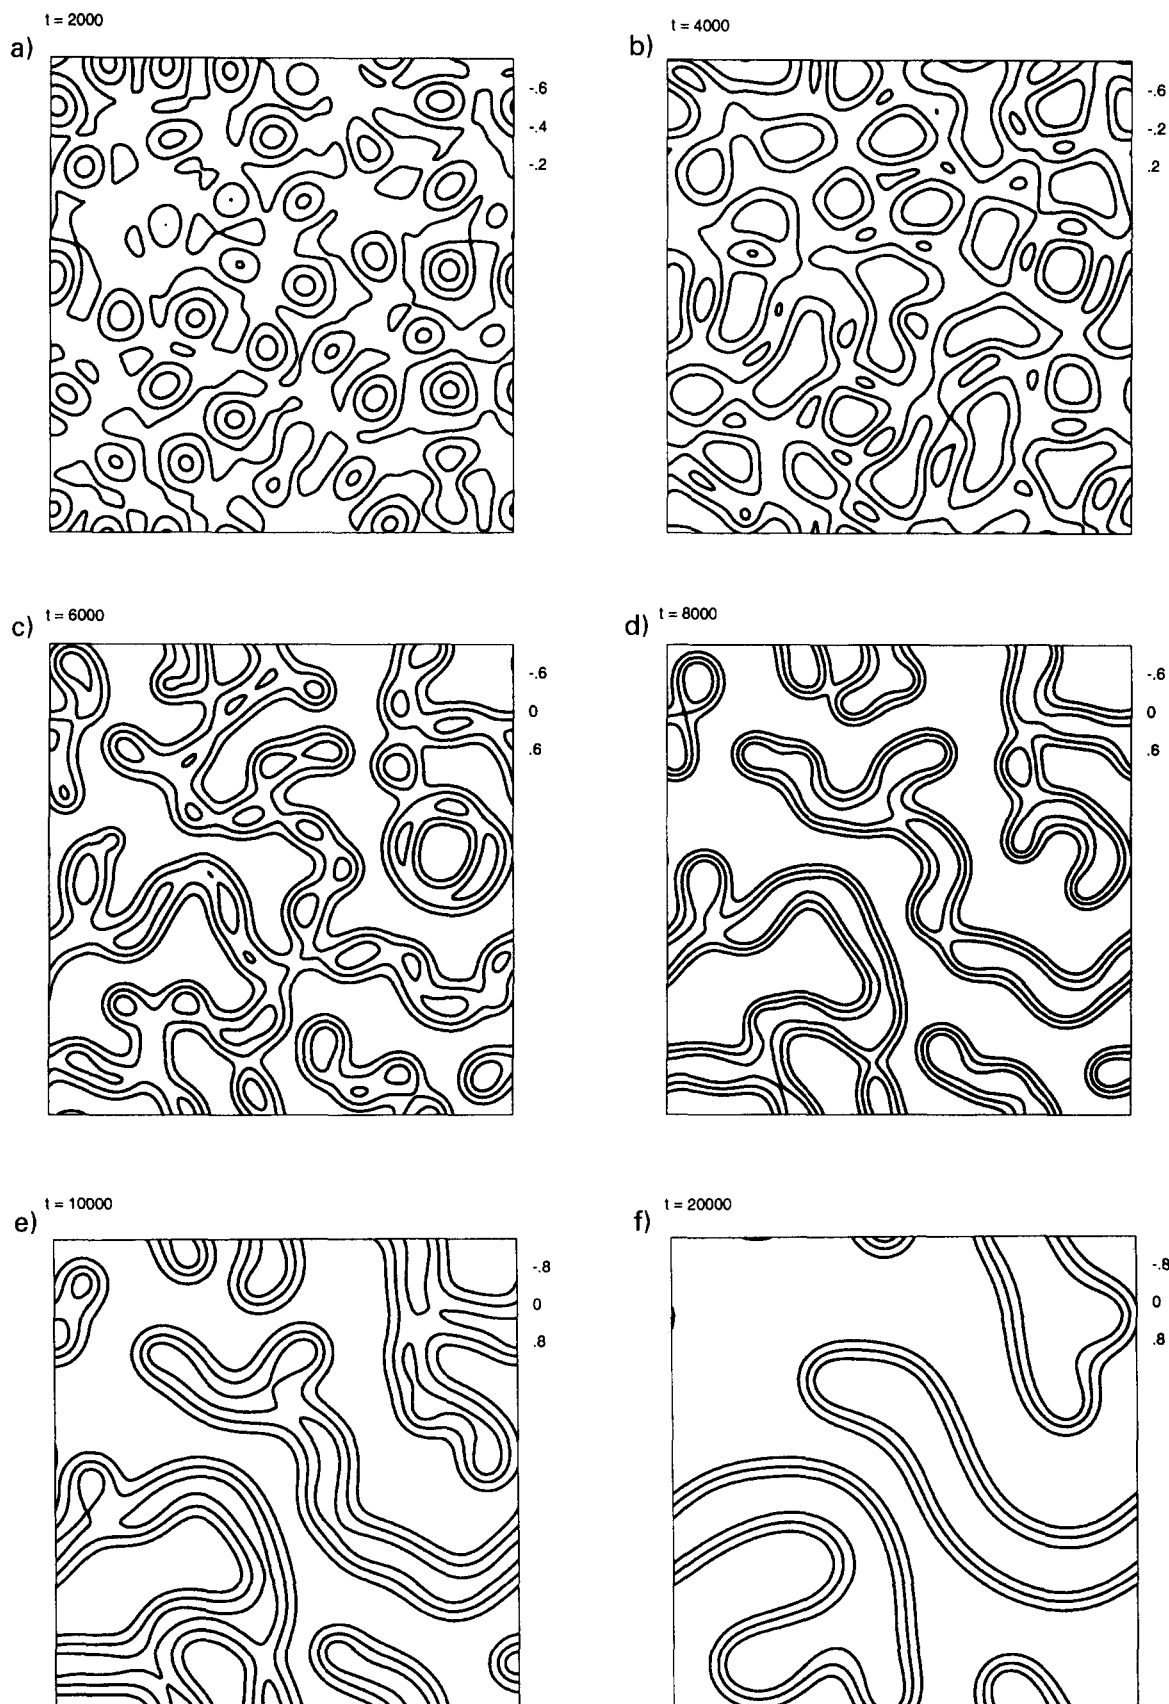 t = 2000
a)
-.6
-.4
-.2
t = 4000
b)
-.6
-.2
.2
t = 6000
c)
-.6
0
.6
t = 8000
d)
-.6
0
.6
t = 10000
e)
-.8
0
.8
t = 20000
f)
-.8
0
.8